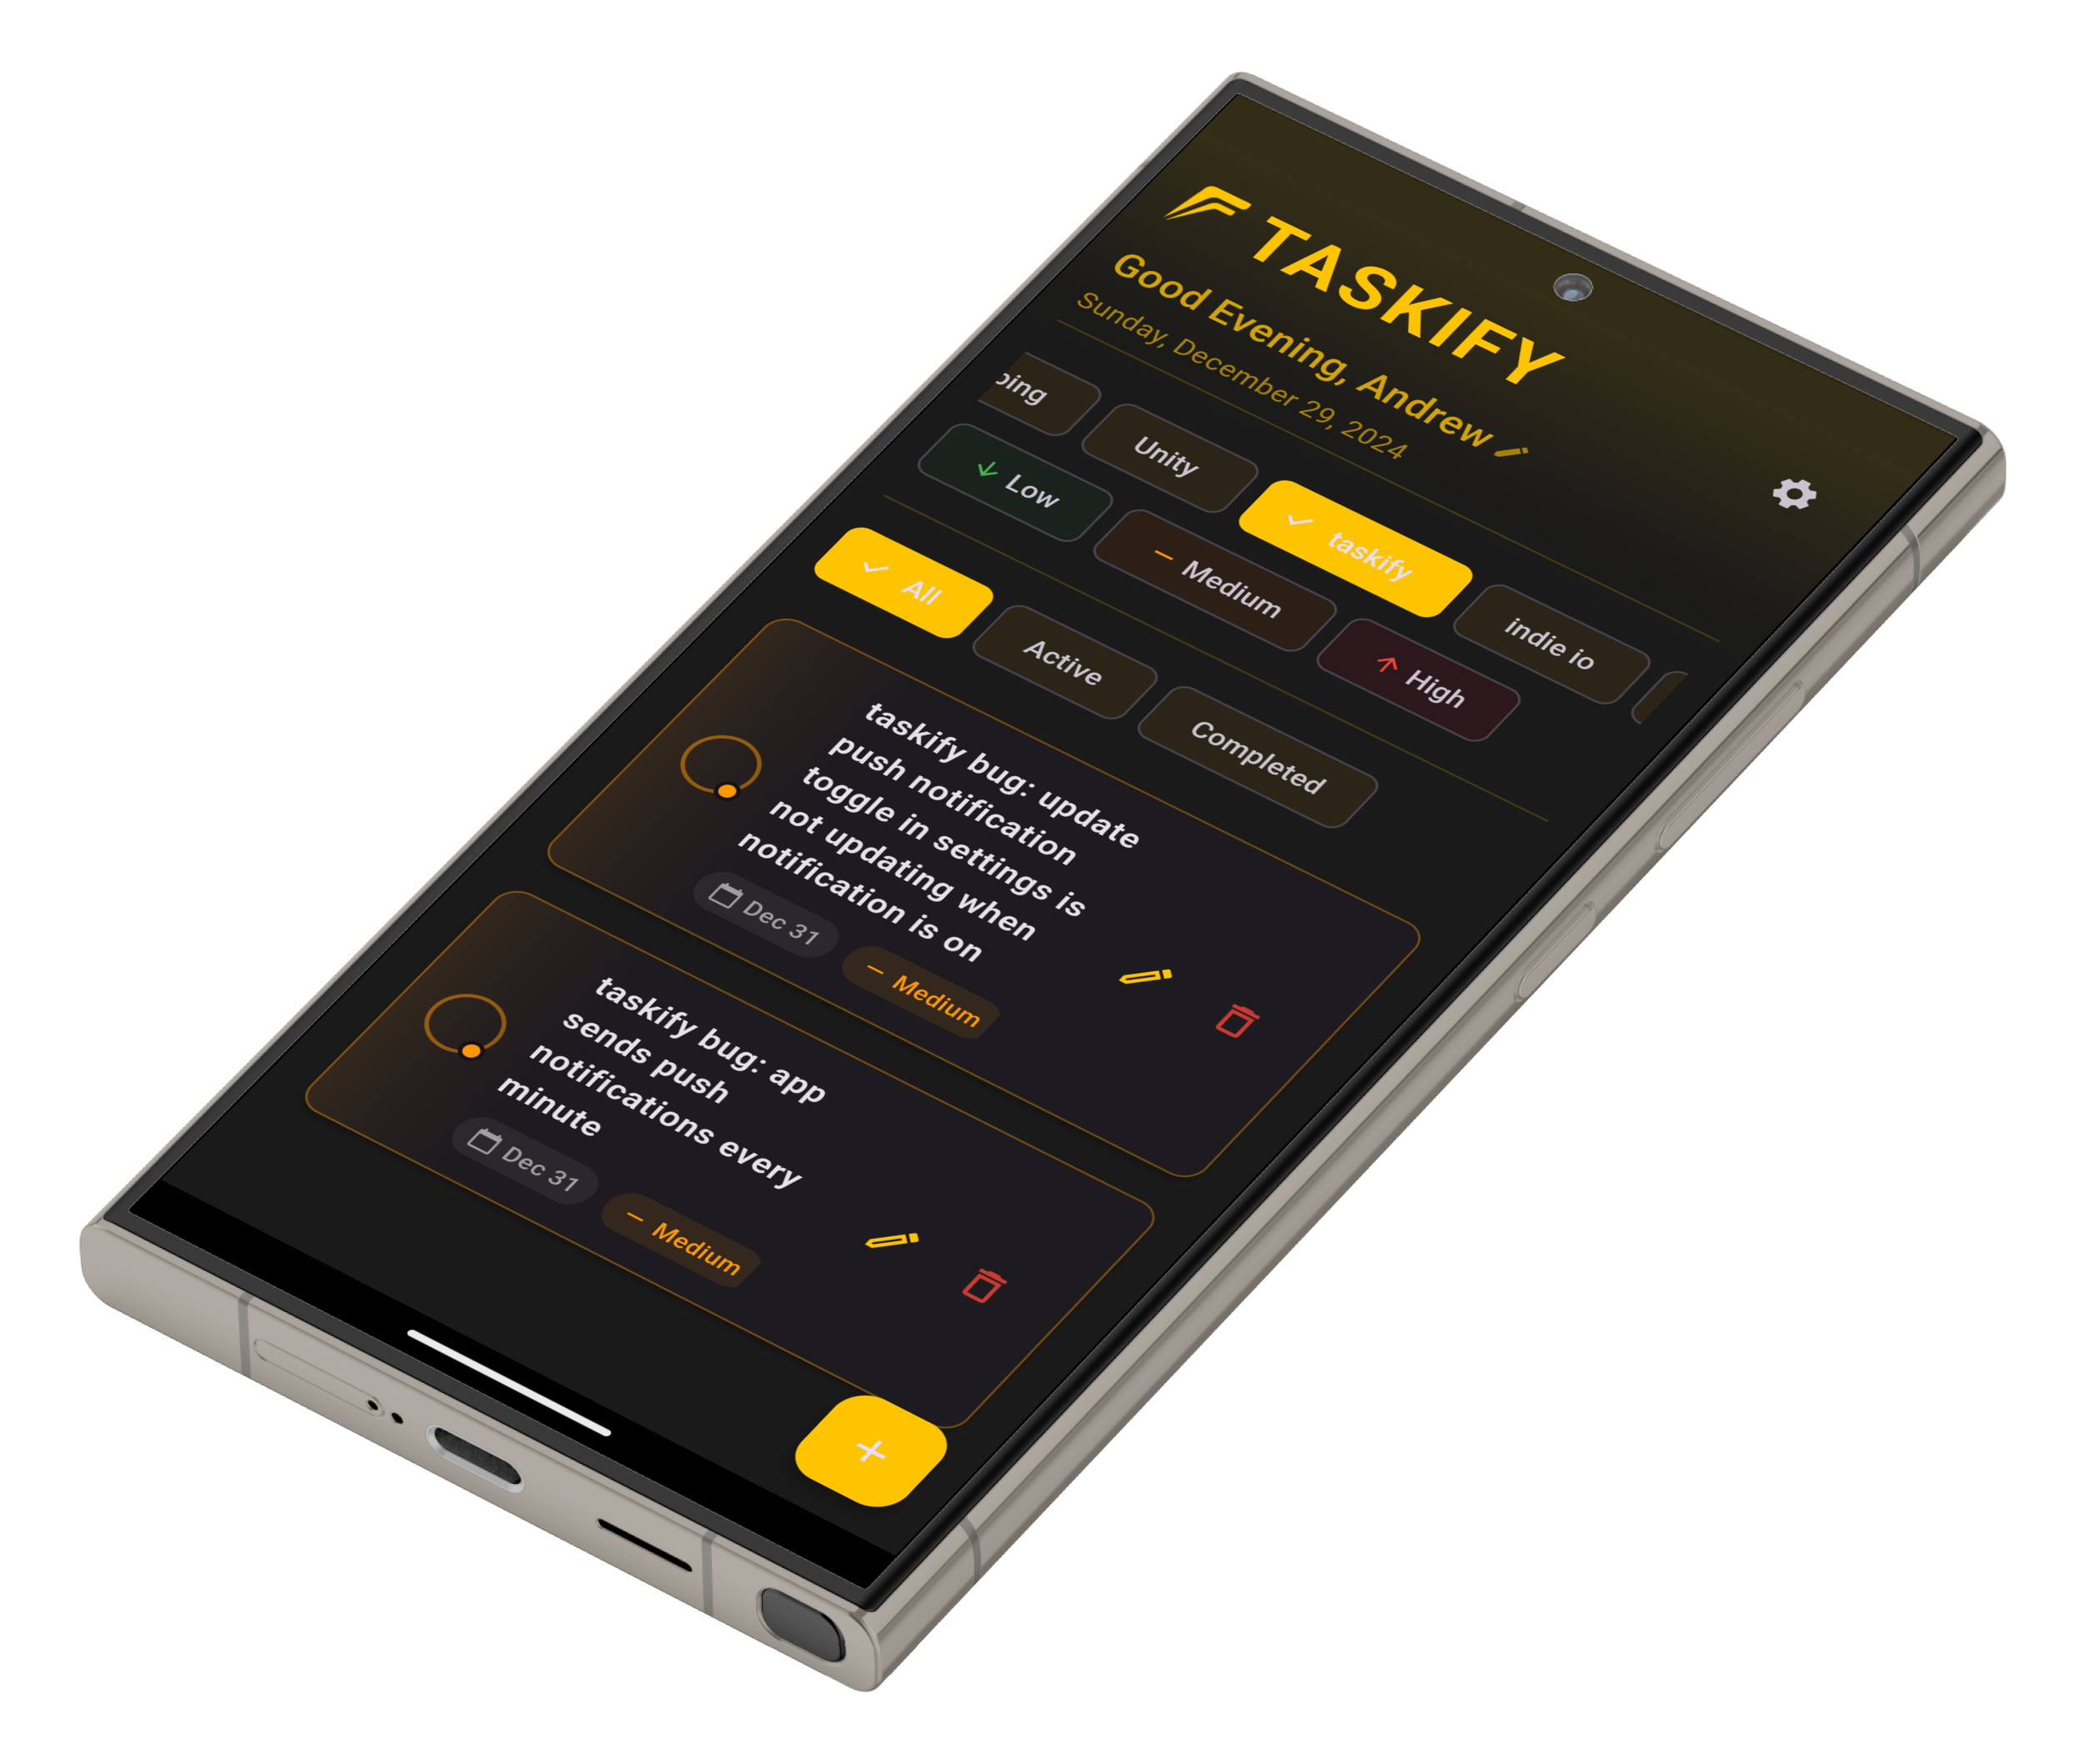 TASKIFY
Good Evening, Andrew
Sunday, December 29, 2024
Unity
taskify
indie io
Low
Medium
High
All
Active
Completed
taskify bug: update
push notification
toggle in settings is
not updating when
notification is on
Dec 31
Medium
taskify bug: app
sends push
notifications every
minute
Dec 31
Medium